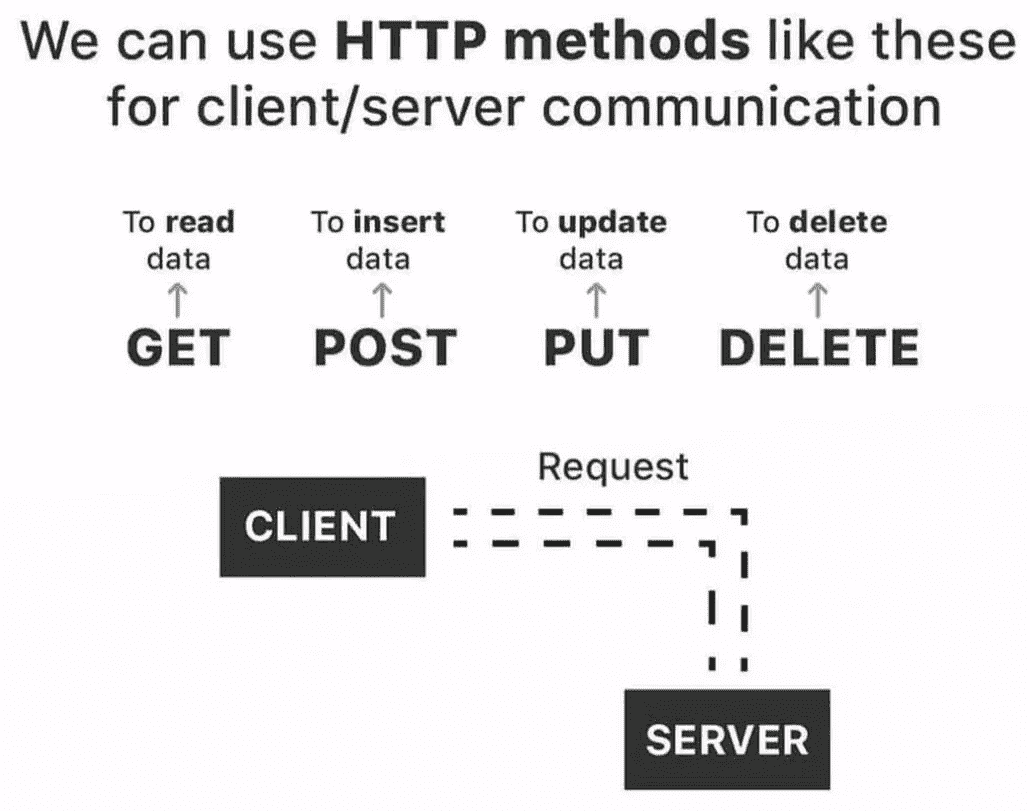 We can use HTTP methods like these
for client/server communication
To read data
To insert data
To update data
To delete data
GET
POST
PUT
DELETE
Request
CLIENT
SERVER